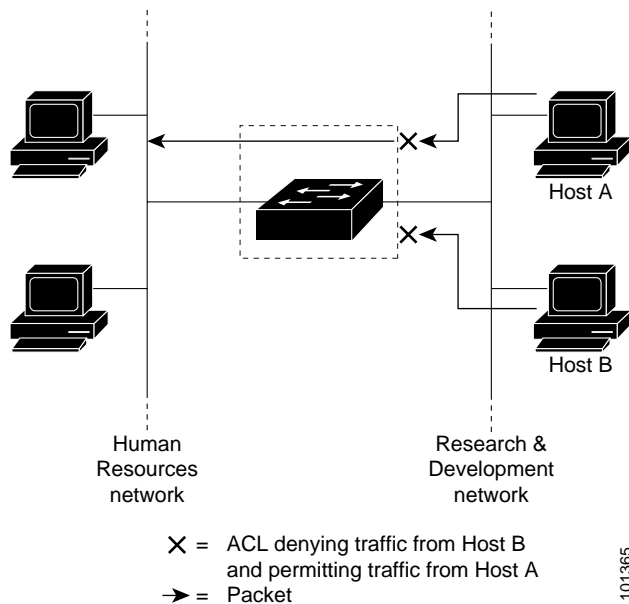 Host A
Host B
Human
Resources
network
Research &
Development
network
X = ACL denying traffic from Host B
and permitting traffic from Host A
= Packet
101365